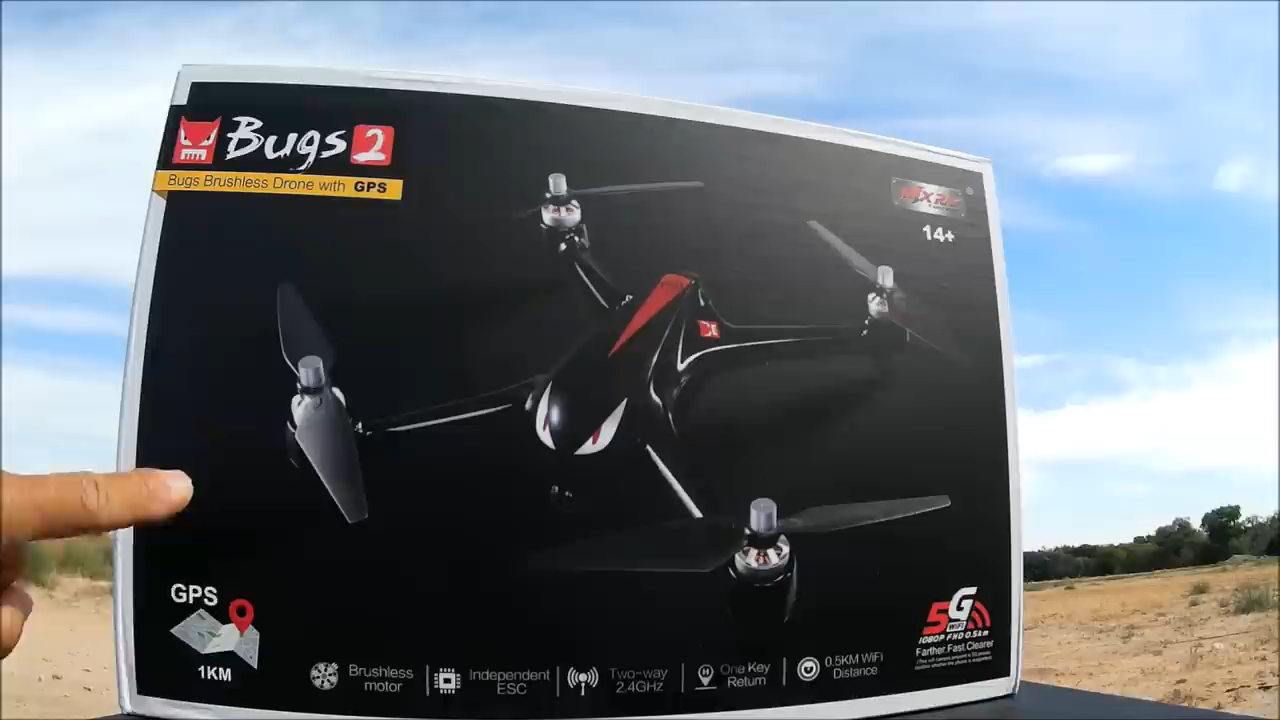 Bugs 2
Bugs Brushless Drone with GPS
MJX R/C
14+
GPS
1KM
5G
WiFi
1080P FHD 0.5km
Farther.Fast.Clearer
Brushless motor
Independent ESC
Two-way 2.4GHz
One Key Return
0.5KM WiFi Distance